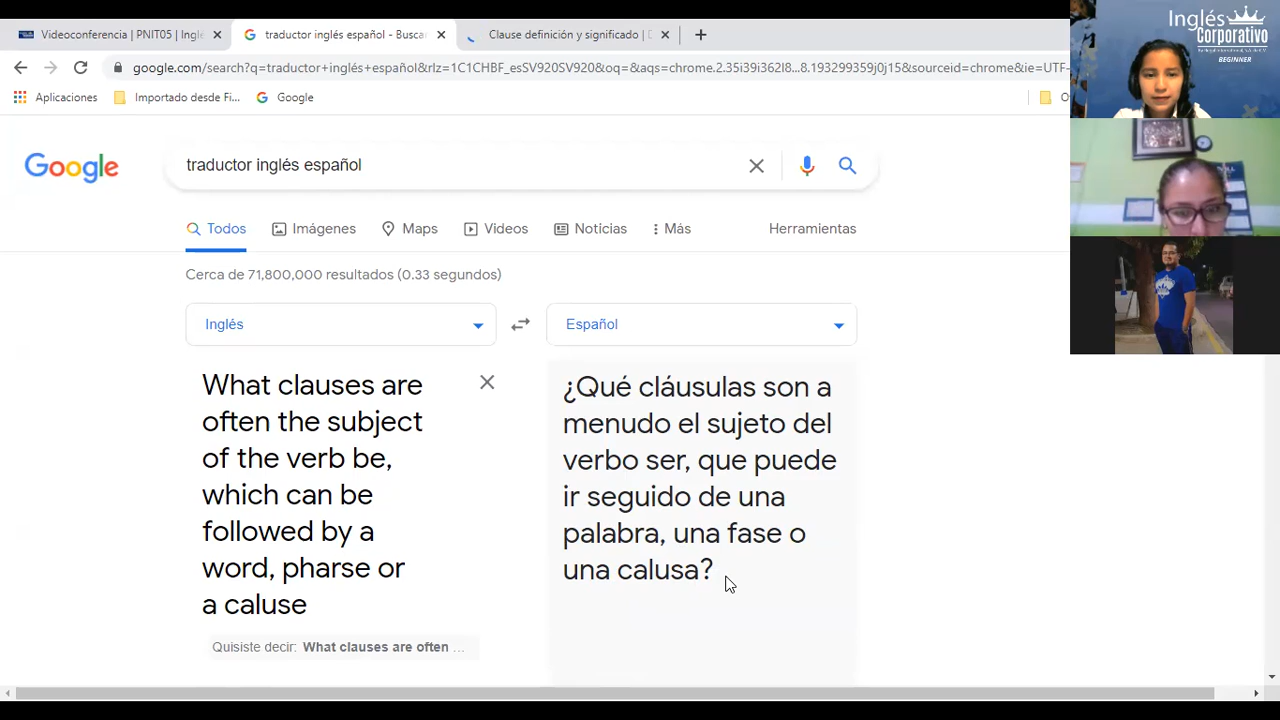 Videoconferencia | PNIT05 | Inglé
traductor inglés español - Busca
Clause definición y significado | D
google.com/search?q=traductor+inglés+español&rlz=1C1CHBF_es920SV920&oq=&aqs=chrome.2.35i39i362l8...8.193299359j0j15&sourceid=chrome&ie=UTF-
Aplicaciones
Importado desde Fi...
Google
O
Inglés
Corporativo
BEGINNER
Google
traductor inglés español
Todos
Imágenes
Maps
Videos
Noticias
Más
Herramientas
Cerca de 71,800,000 resultados (0.33 segundos)
Inglés
Español
What clauses are
often the subject
of the verb be,
which can be
followed by a
word, pharse or
a caluse
¿Qué cláusulas son a
menudo el sujeto del
verbo ser, que puede
ir seguido de una
palabra, una fase o
una calusa?
Quisiste decir: What clauses are often ...